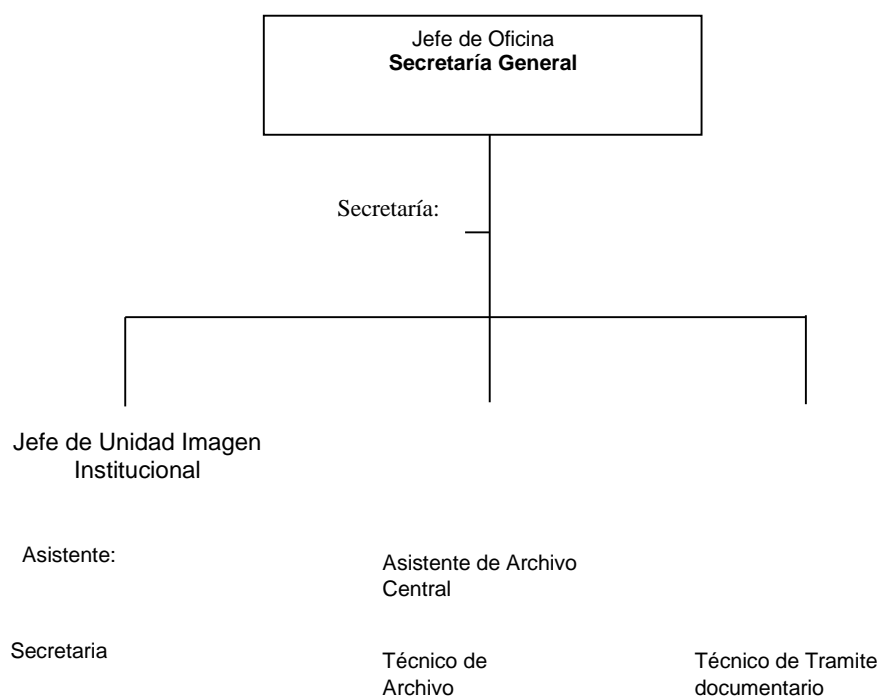 Jefe de Oficina
Secretaría General
Secretaría:
Jefe de Unidad Imagen
Institucional
Asistente:
Asistente de Archivo
Central
Secretaria
Técnico de
Archivo
Técnico de Tramite
documentario